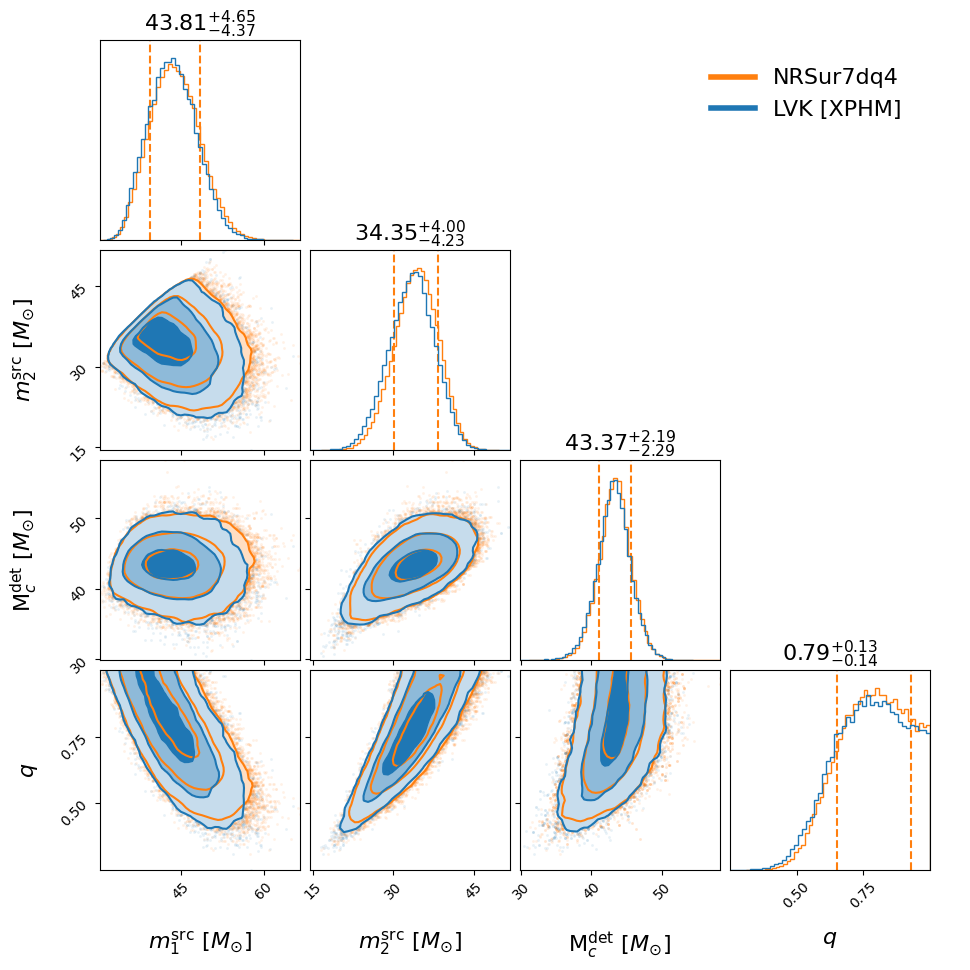 43.81+4.65−4.37
NRSur7dq4
LVK [XPHM]
34.35+4.00−4.23
45
30
15
m2src [M⊙]
43.37+2.19−2.29
50
40
30
Mcdet [M⊙]
0.79+0.13−0.14
0.75
0.50
q
45 60
15 30 45
30 40 50
0.50 0.75
m1src [M⊙]
m2src [M⊙]
Mcdet [M⊙]
q